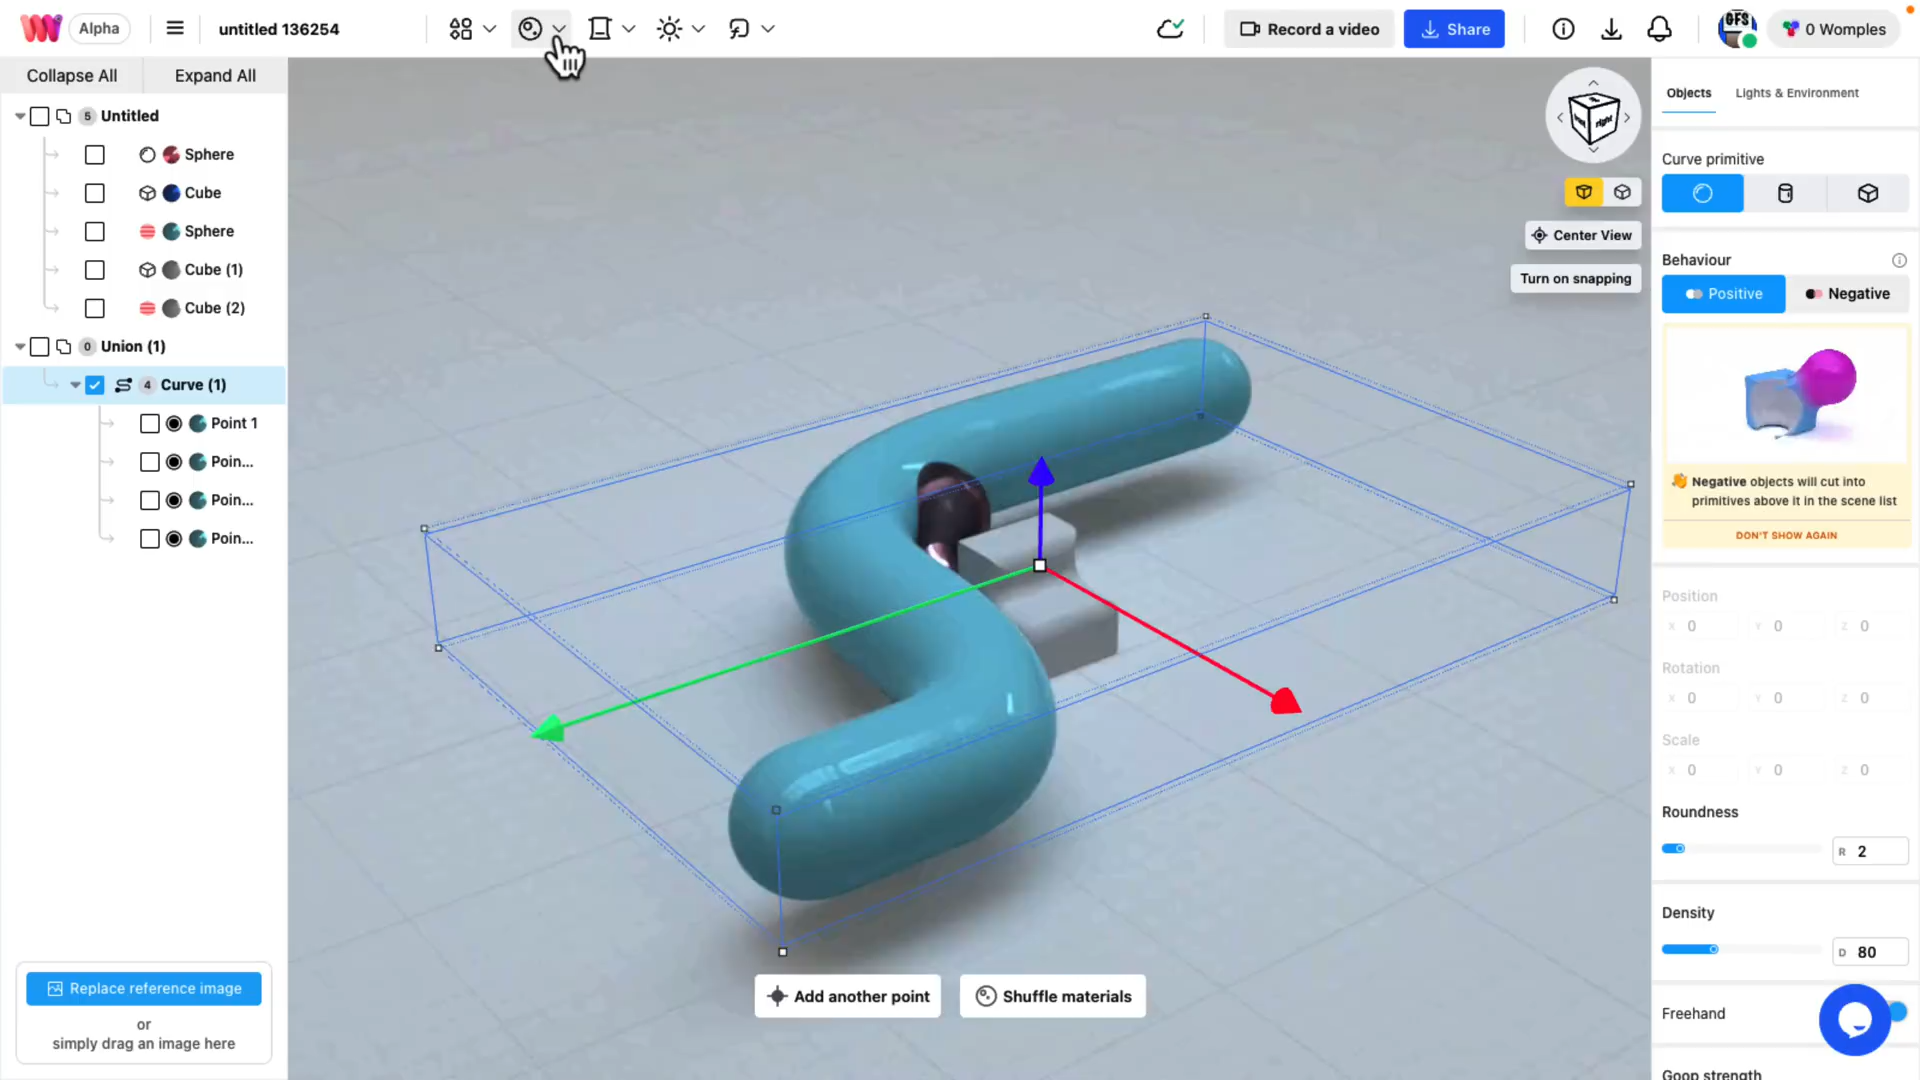 Alpha
untitled 136254
Record a video
Share
GFS
0 Womples
Collapse All
Expand All
5 Untitled
Sphere
Cube
Sphere
Cube (1)
Cube (2)
0 Union (1)
4 Curve (1)
Point 1
Poin...
Poin...
Poin...
Replace reference image
or
simply drag an image here
right
Center View
Turn on snapping
Add another point
Shuffle materials
Objects
Lights & Environment
Curve primitive
Behaviour
Positive
Negative
Negative objects will cut into
primitives above it in the scene list
DON'T SHOW AGAIN
Position
X 0 Y 0 Z 0
Rotation
X 0 Y 0 Z 0
Scale
X 0 Y 0 Z 0
Roundness
R 2
Density
D 80
Freehand
Goop strength